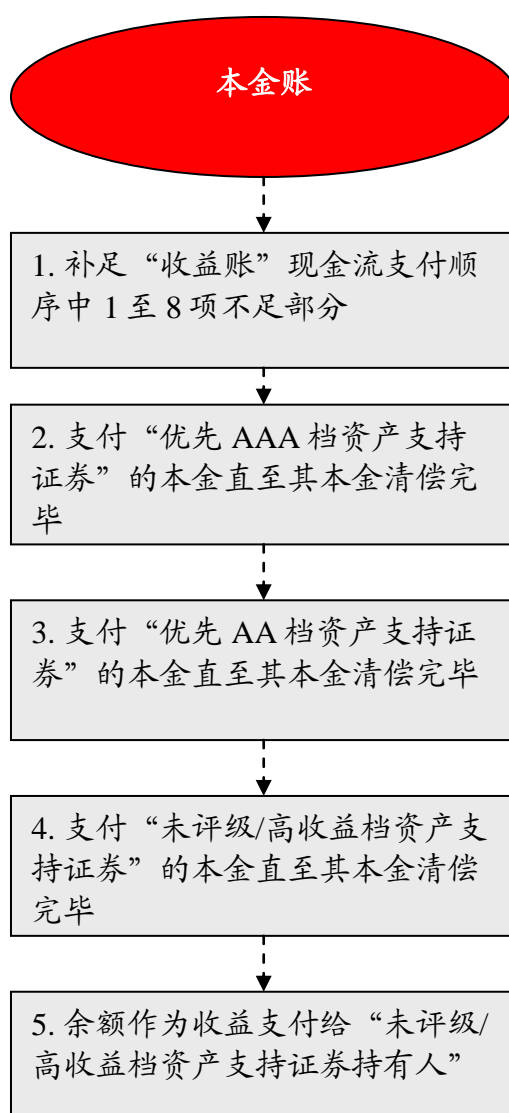 本金账
1. 补足“收益账”现金流支付顺
序中 1 至 8 项不足部分
2. 支付“优先 AAA 档资产支持
证券”的本金直至其本金清偿完
毕
3. 支付“优先 AA 档资产支持证
券”的本金直至其本金清偿完毕
4. 支付“未评级/高收益档资产支
持证券”的本金直至其本金清偿
完毕
5. 余额作为收益支付给“未评级/
高收益档资产支持证券持有人”